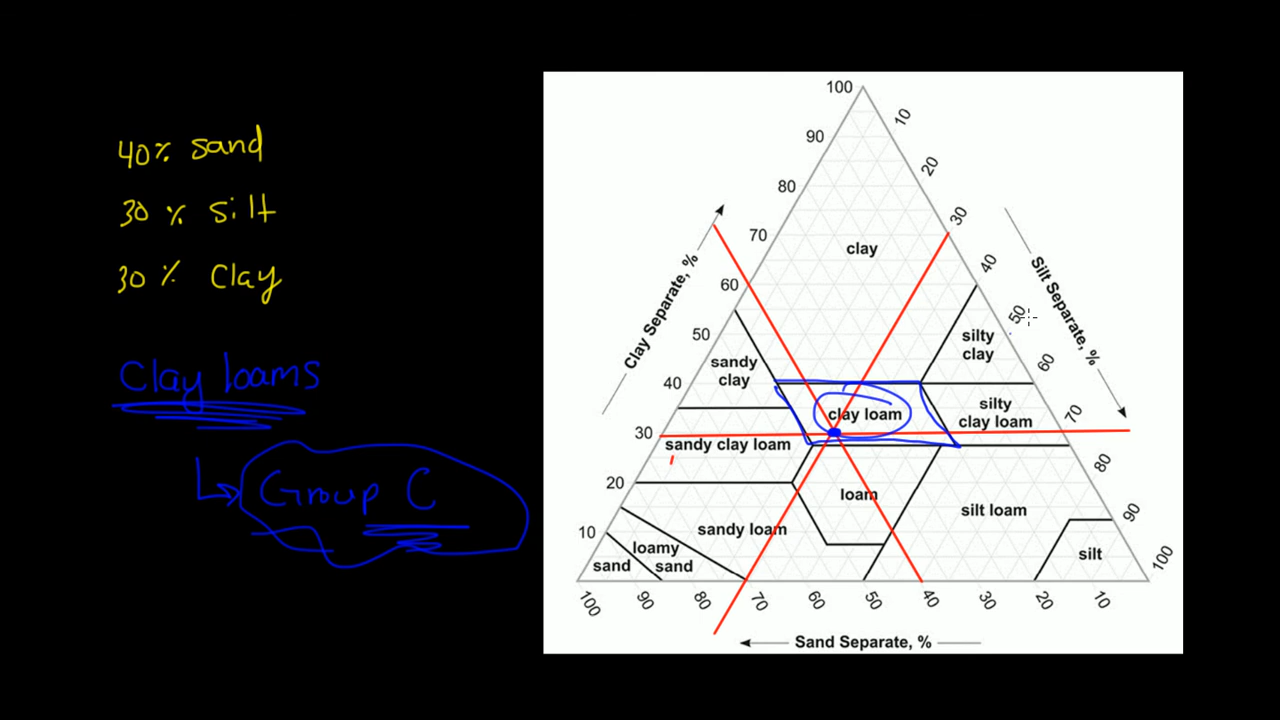 40% sand
30 % silt
30 % Clay
Clay loams
Group C
100
90
80
70
60
50
40
30
20
10
Clay Separate, %
10
20
30
40
50
60
70
80
90
100
Silt Separate, %
clay
silty
clay
sandy
clay
clay loam
silty
clay loam
sandy clay loam
loam
silt loam
sandy loam
loamy
sand
sand
silt
100
90
80
70
60
50
40
30
20
10
Sand Separate, %